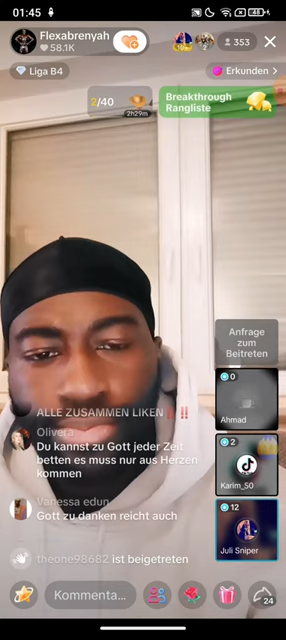 01:45
48
Flexabrenyah
58.1K
353
Liga B4
Erkunden >
2/40
2h29m
Breakthrough
Rangliste
Anfrage
zum
Beitreten
0
Ahmad
2
Karim_50
12
Juli Sniper
ALLE ZUSAMMEN LIKEN ❗‼️
Olivera
Du kannst zu Gott jeder Zeit
betten es muss nur aus Herzen
kommen
Vanessa edun
Gott zu danken reicht auch
theone98682 ist beigetreten
Kommenta...
24